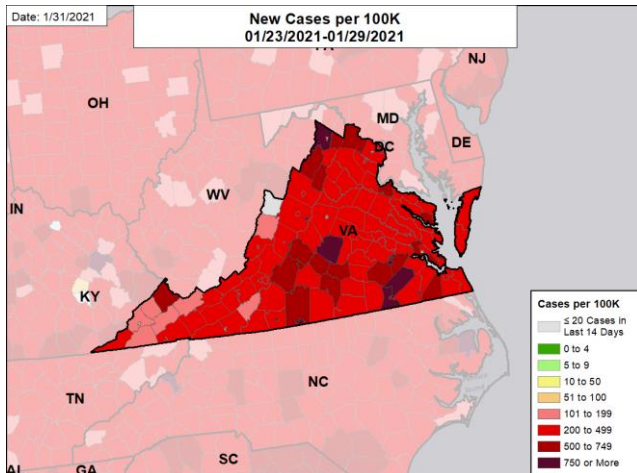 Date: 1/31/2021
New Cases per 100K
01/23/2021-01/29/2021
PA
NJ
OH
MD
DE
DC
WV
IN
VA
KY
TN
NC
SC
AL
GA
Cases per 100K
≤ 20 Cases in
Last 14 Days
0 to 4
5 to 9
10 to 50
51 to 100
101 to 199
200 to 499
500 to 749
750 or More